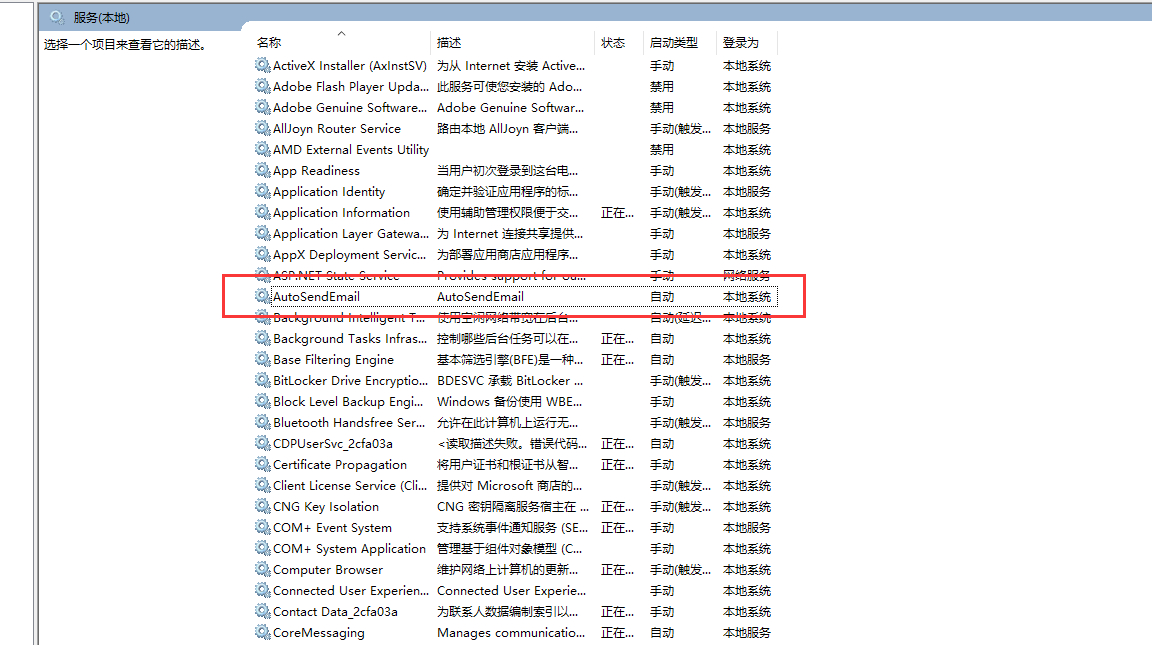 服务(本地)
选择一个项目来查看它的描述。
名称 描述 状态 启动类型 登录为
ActiveX Installer (AxInstSV) 为从 Internet 安装 Active... 手动 本地系统
Adobe Flash Player Upda... 此服务可使您安装的 Ado... 禁用 本地系统
Adobe Genuine Software... Adobe Genuine Softwar... 禁用 本地系统
AllJoyn Router Service 路由本地 AllJoyn 客户端... 手动(触发... 本地服务
AMD External Events Utility 禁用 本地系统
App Readiness 当用户初次登录到这台电... 手动 本地系统
Application Identity 确定并验证应用程序的标... 手动(触发... 本地服务
Application Information 使用辅助管理权限便于交... 正在... 手动(触发... 本地系统
Application Layer Gatewa... 为 Internet 连接共享提供... 手动 本地服务
AppX Deployment Servic... 为部署应用商店应用程序... 手动 本地系统
ASP.NET State Service Provides support for ou... 手动 网络服务
AutoSendEmail AutoSendEmail 自动 本地系统
Background Intelligent T... 使用空闲网络带宽在后台... 自动(延迟... 本地系统
Background Tasks Infras... 控制哪些后台任务可以在... 正在... 自动 本地系统
Base Filtering Engine 基本筛选引擎(BFE)是一种... 正在... 自动 本地服务
BitLocker Drive Encryptio... BDESVC 承载 BitLocker ... 手动(触发... 本地系统
Block Level Backup Engi... Windows 备份使用 WBE... 手动 本地系统
Bluetooth Handsfree Ser... 允许在此计算机上运行无... 手动(触发... 本地服务
CDPUserSvc_2cfa03a <读取描述失败。错误代码... 正在... 自动 本地系统
Certificate Propagation 将用户证书和根证书从智... 正在... 手动 本地系统
Client License Service (Cli... 提供对 Microsoft 商店的... 手动(触发... 本地系统
CNG Key Isolation CNG 密钥隔离服务宿主在 ... 正在... 手动(触发... 本地系统
COM+ Event System 支持系统事件通知服务 (SE... 正在... 手动 本地服务
COM+ System Application 管理基于组件对象模型 (C... 手动 本地系统
Computer Browser 维护网络上计算机的更新... 正在... 手动(触发... 本地系统
Connected User Experien... Connected User Experie... 手动 本地系统
Contact Data_2cfa03a 为联系人数据编制索引以... 正在... 手动 本地系统
CoreMessaging Manages communicatio... 正在... 自动 本地服务